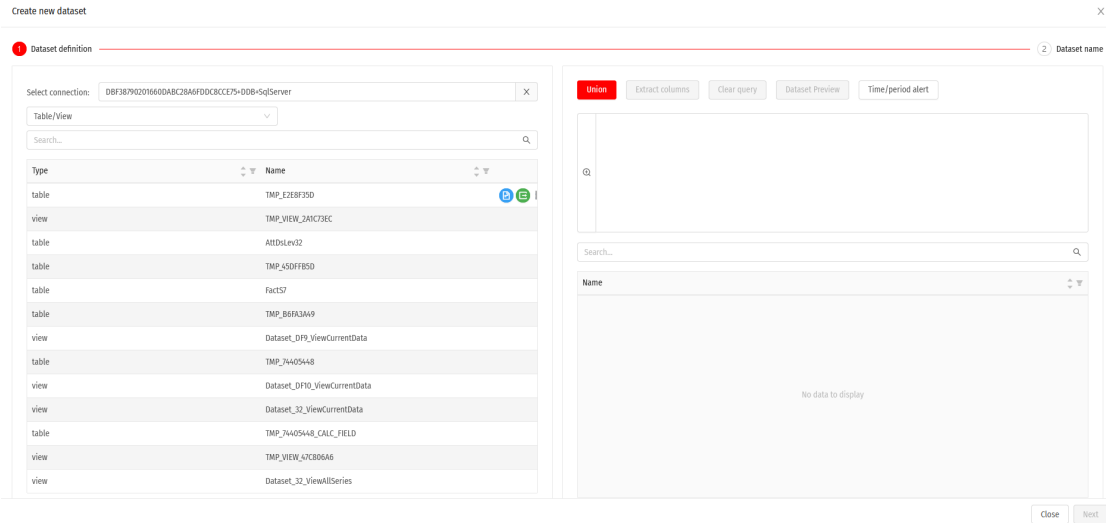 Create new dataset
1 Dataset definition
2 Dataset name
Select connection: DBF38790201660DABC28A6FDDC8CCE75+DDB+SqlServer X
Table/View
Search...
Type Name
table TMP_E2E8F35D
view TMP_VIEW_2A1C73EC
table AttDsLev32
table TMP_45DFFB5D
table FactS7
table TMP_B6FA3A49
view Dataset_DF9_ViewCurrentData
table TMP_74405448
view Dataset_DF10_ViewCurrentData
view Dataset_32_ViewCurrentData
table TMP_74405448_CALC_FIELD
view TMP_VIEW_47C806A6
view Dataset_32_ViewAllSeries
Union Extract columns Clear query Dataset Preview Time/period alert
Search...
Name
No data to display
Close Next